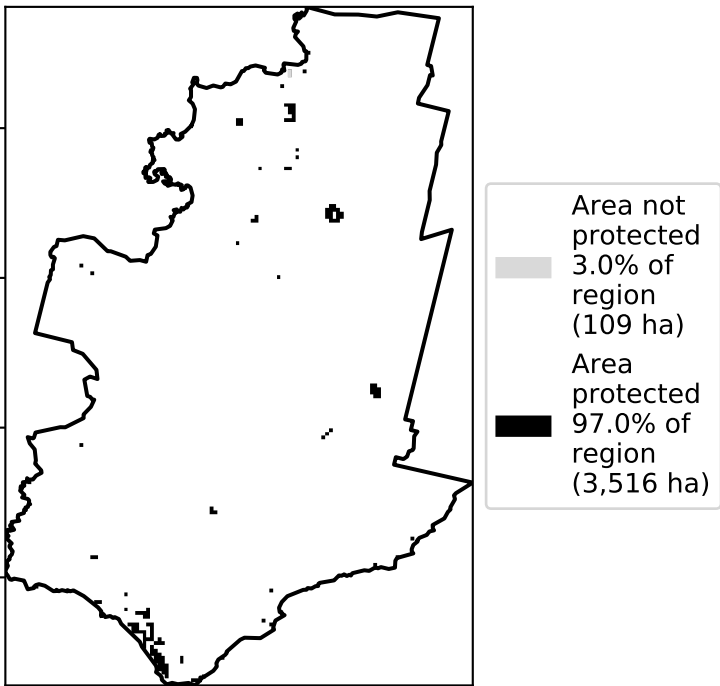 Area not
protected
3.0% of
region
(109 ha)
Area
protected
97.0% of
region
(3,516 ha)